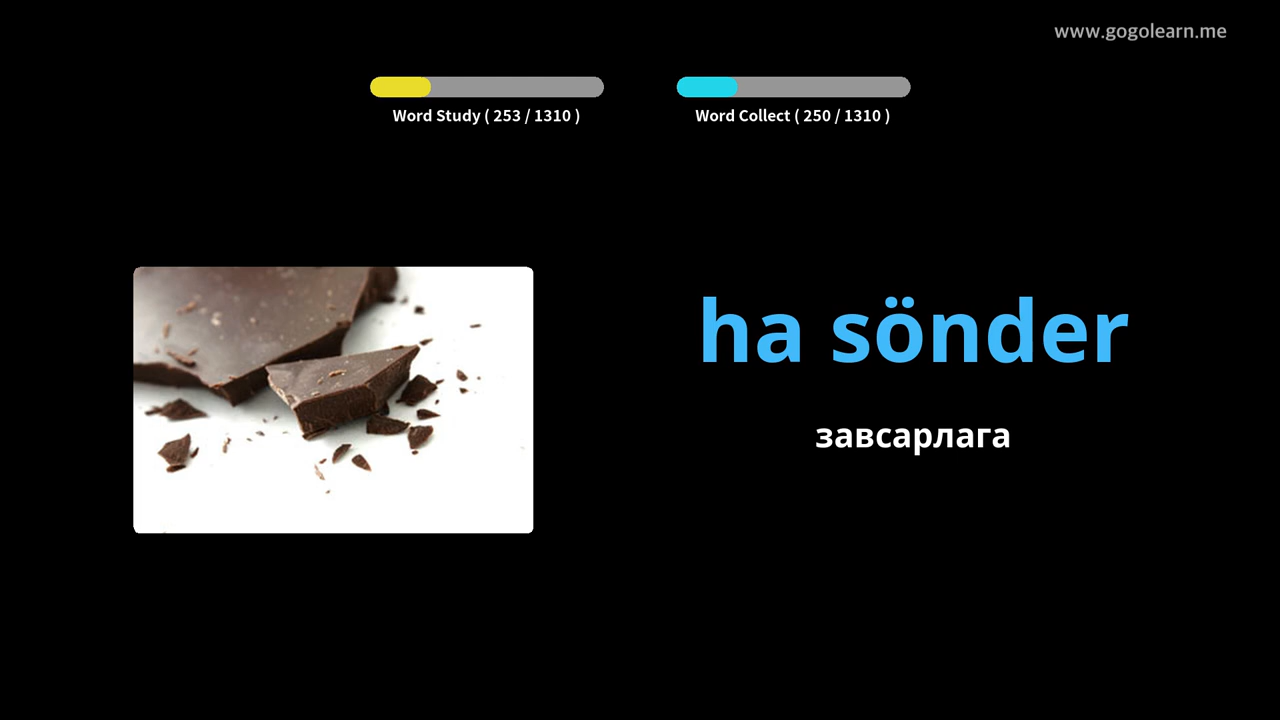 www.gogolearn.me
Word Study ( 253 / 1310 )
Word Collect ( 250 / 1310 )
ha sönder
завсарлага